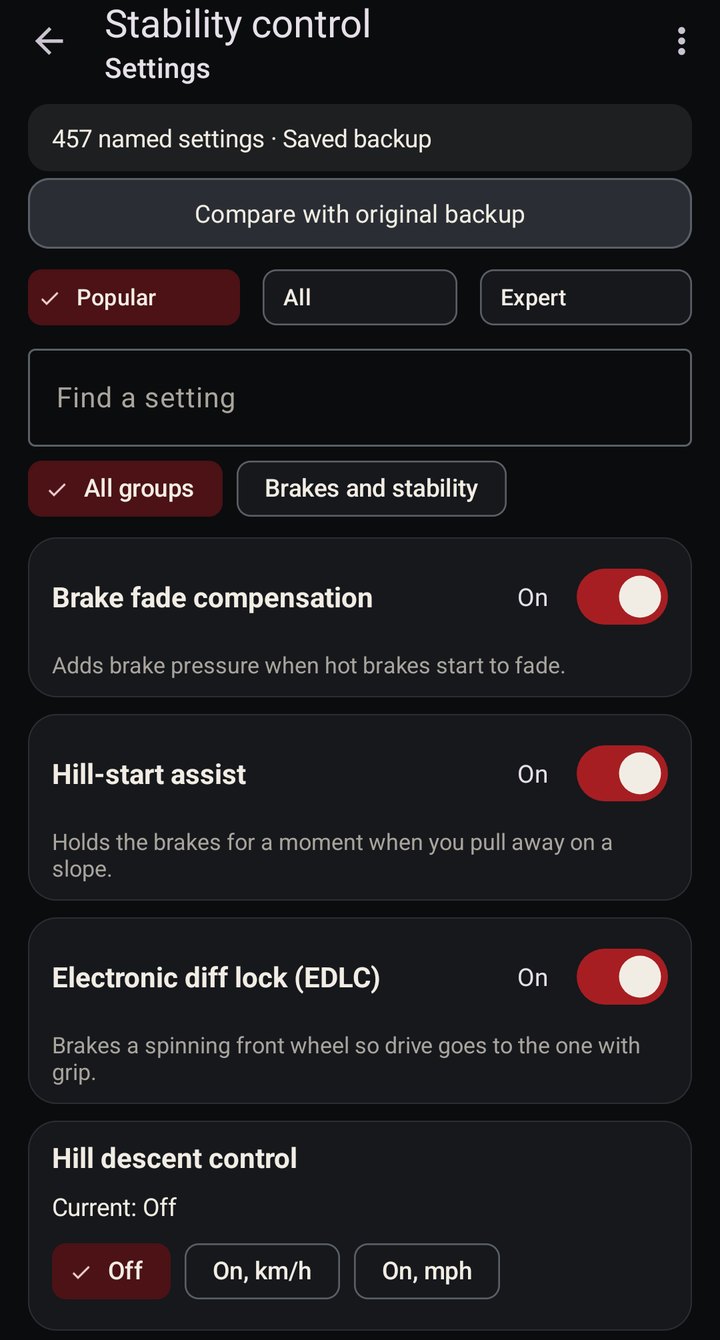 Stability control
Settings
457 named settings · Saved backup
Compare with original backup
Popular
All
Expert
Find a setting
All groups
Brakes and stability
Brake fade compensation
On
Adds brake pressure when hot brakes start to fade.
Hill-start assist
On
Holds the brakes for a moment when you pull away on a
slope.
Electronic diff lock (EDLC)
On
Brakes a spinning front wheel so drive goes to the one with
grip.
Hill descent control
Current: Off
Off
On, km/h
On, mph